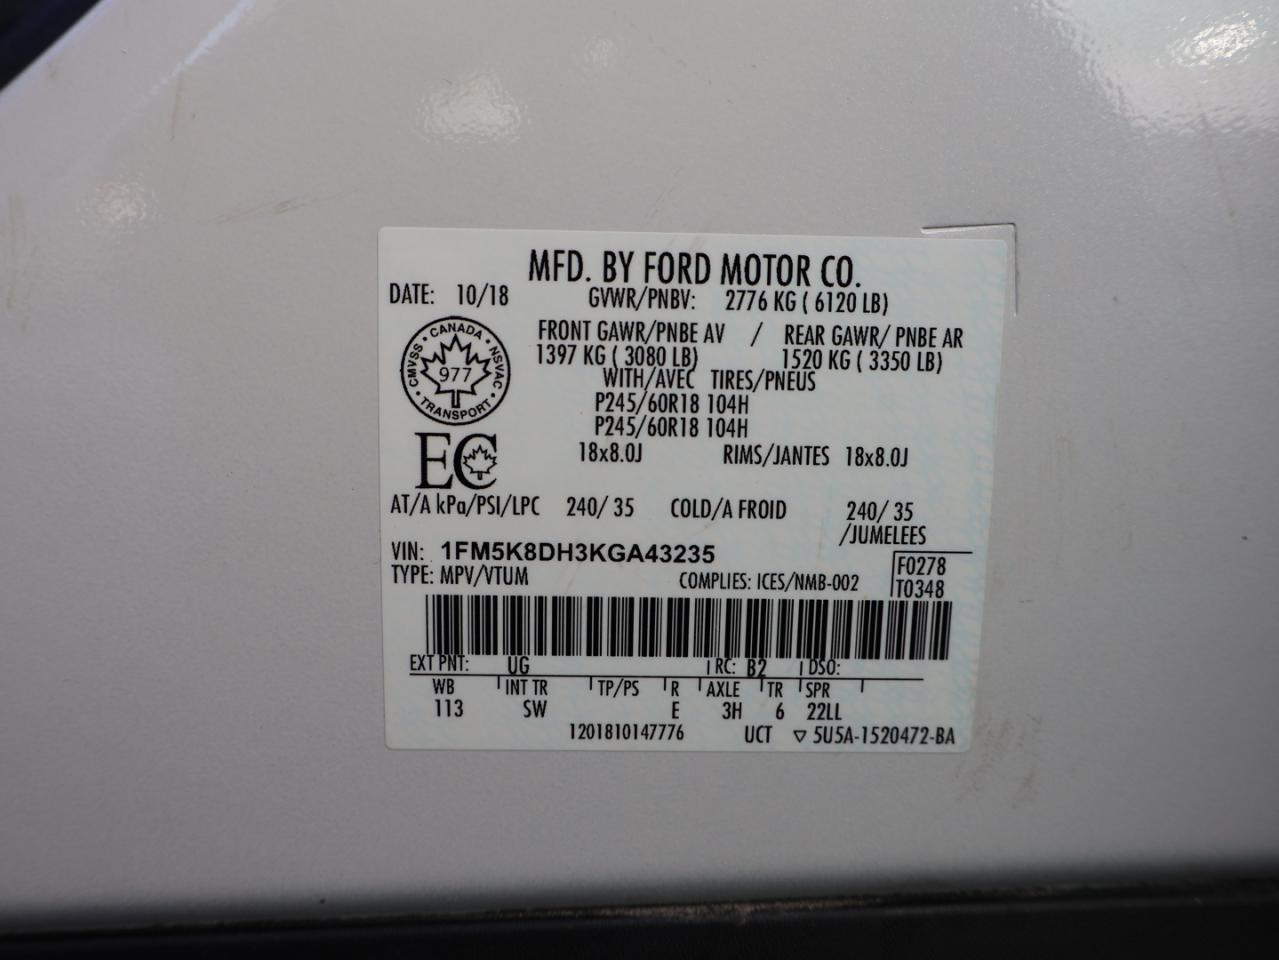 MFD. BY FORD MOTOR CO.
DATE: 10/18 GVWR/PNBV: 2776 KG ( 6120 LB)
FRONT GAWR/PNBE AV / REAR GAWR/ PNBE AR
1397 KG ( 3080 LB) 1520 KG ( 3350 LB)
WITH/AVEC TIRES/PNEUS
P245/60R18 104H
P245/60R18 104H
18x8.0J RIMS/JANTES 18x8.0J
CANADA • NSVAC • TRANSPORT • CMVSS •
977
EC
AT/A kPa/PSI/LPC 240/ 35 COLD/A FROID 240/ 35
/JUMELEES
VIN: 1FM5K8DH3KGA43235
F0278
TYPE: MPV/VTUM COMPLIES: ICES/NMB-002 T0348
EXT PNT: UG RC: B2 DSO:
WB INT TR TP/PS R AXLE TR SPR
113 SW E 3H 6 22LL
1201810147776 UCT ▽ 5U5A-1520472-BA